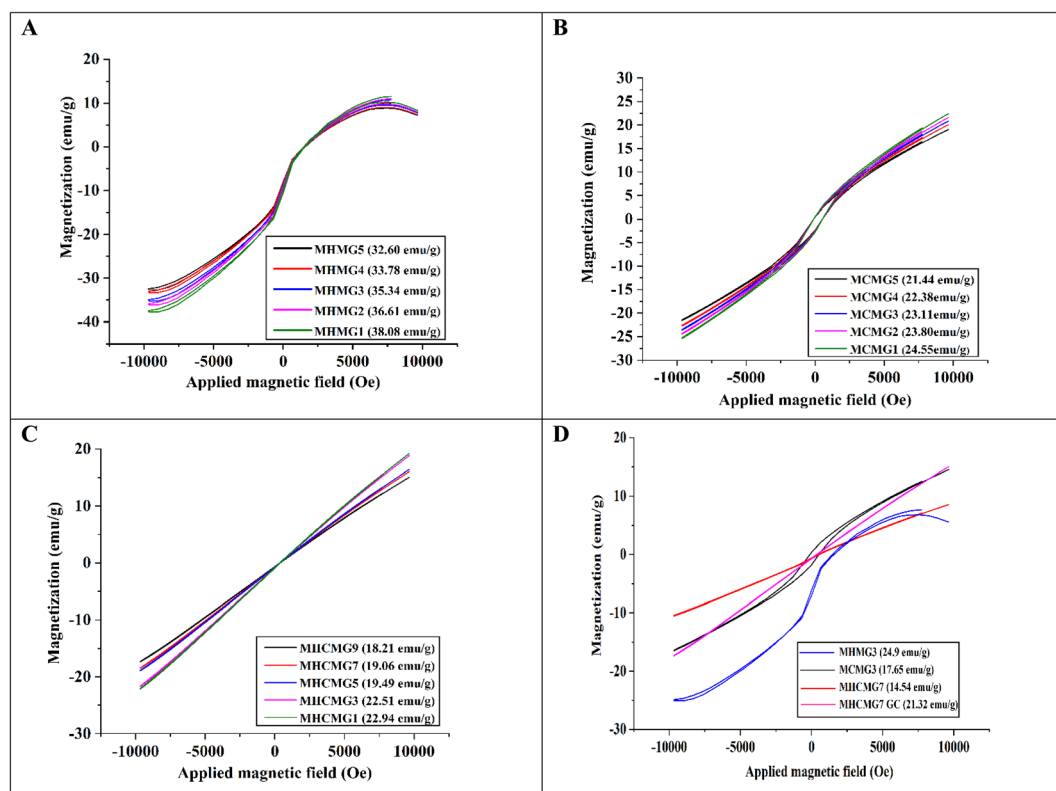 A
Magnetization (emu/g)
20
10
0
-10
-20
-30
-40
MHMG5 (32.60 emu/g)
MHMG4 (33.78 emu/g)
MHMG3 (35.34 emu/g)
MHMG2 (36.61 emu/g)
MHMG1 (38.08 emu/g)
-10000 -5000 0 5000 10000
Applied magnetic field (Oe)
B
Magnetization (emu/g)
25
20
15
10
5
0
-5
-10
-15
-20
-25
-30
MCMG5 (21.44 emu/g)
MCMG4 (22.38emu/g)
MCMG3 (23.11emu/g)
MCMG2 (23.80emu/g)
MCMG1 (24.55emu/g)
-10000 -5000 0 5000 10000
Applied magnetic field (Oe)
C
Magnetization (emu/g)
20
10
0
-10
-20
-30
MHCMG9 (18.21 emu/g)
MHCMG7 (19.06 emu/g)
MHCMG5 (19.49 emu/g)
MHCMG3 (22.51 emu/g)
MHCMG1 (22.94 emu/g)
-10000 -5000 0 5000 10000
Applied magnetic field (Oe)
D
Magnetization (emu/g)
20
10
0
-10
-20
-30
MHMG3 (24.9 emu/g)
MCMG3 (17.65 emu/g)
MHCMG7 (14.54 emu/g)
MHCMG7 GC (21.32 emu/g)
-10000 -5000 0 5000 10000
Applied magnetic field (Oe)